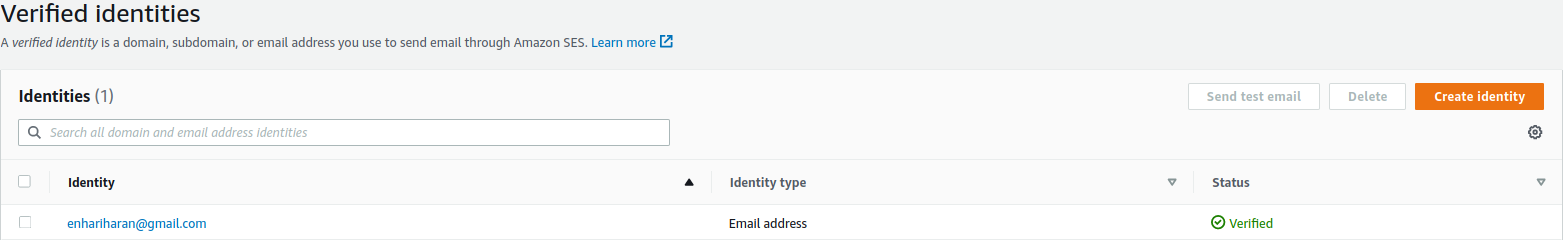 Verified identities
A verified identity is a domain, subdomain, or email address you use to send email through Amazon SES. Learn more
Identities (1)
Send test email
Delete
Create identity
Search all domain and email address identities
Identity
Identity type
Status
enhariharan@gmail.com
Email address
Verified